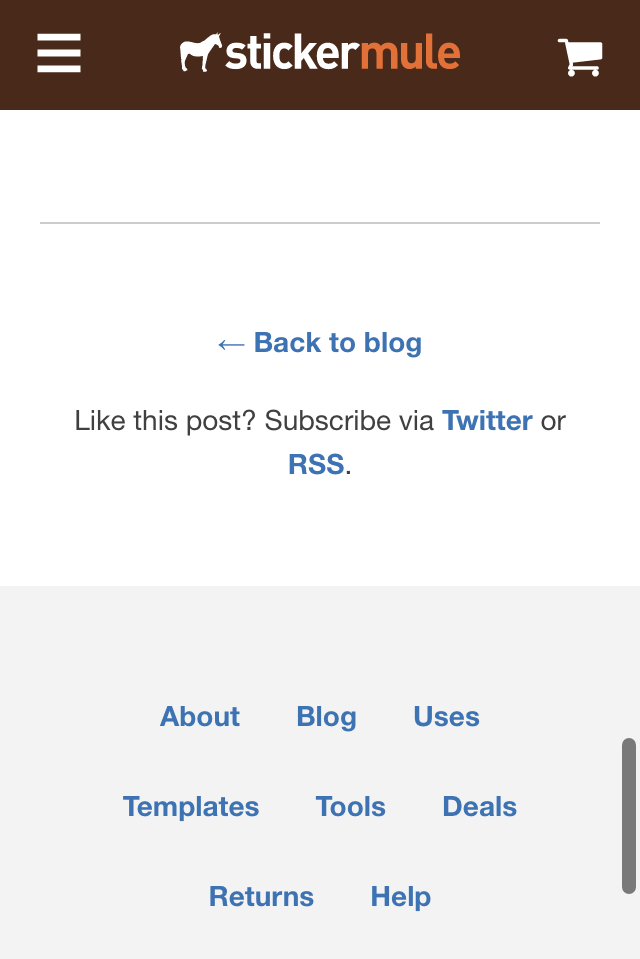 stickermule
← Back to blog
Like this post? Subscribe via Twitter or
RSS.
About Blog Uses
Templates Tools Deals
Returns Help